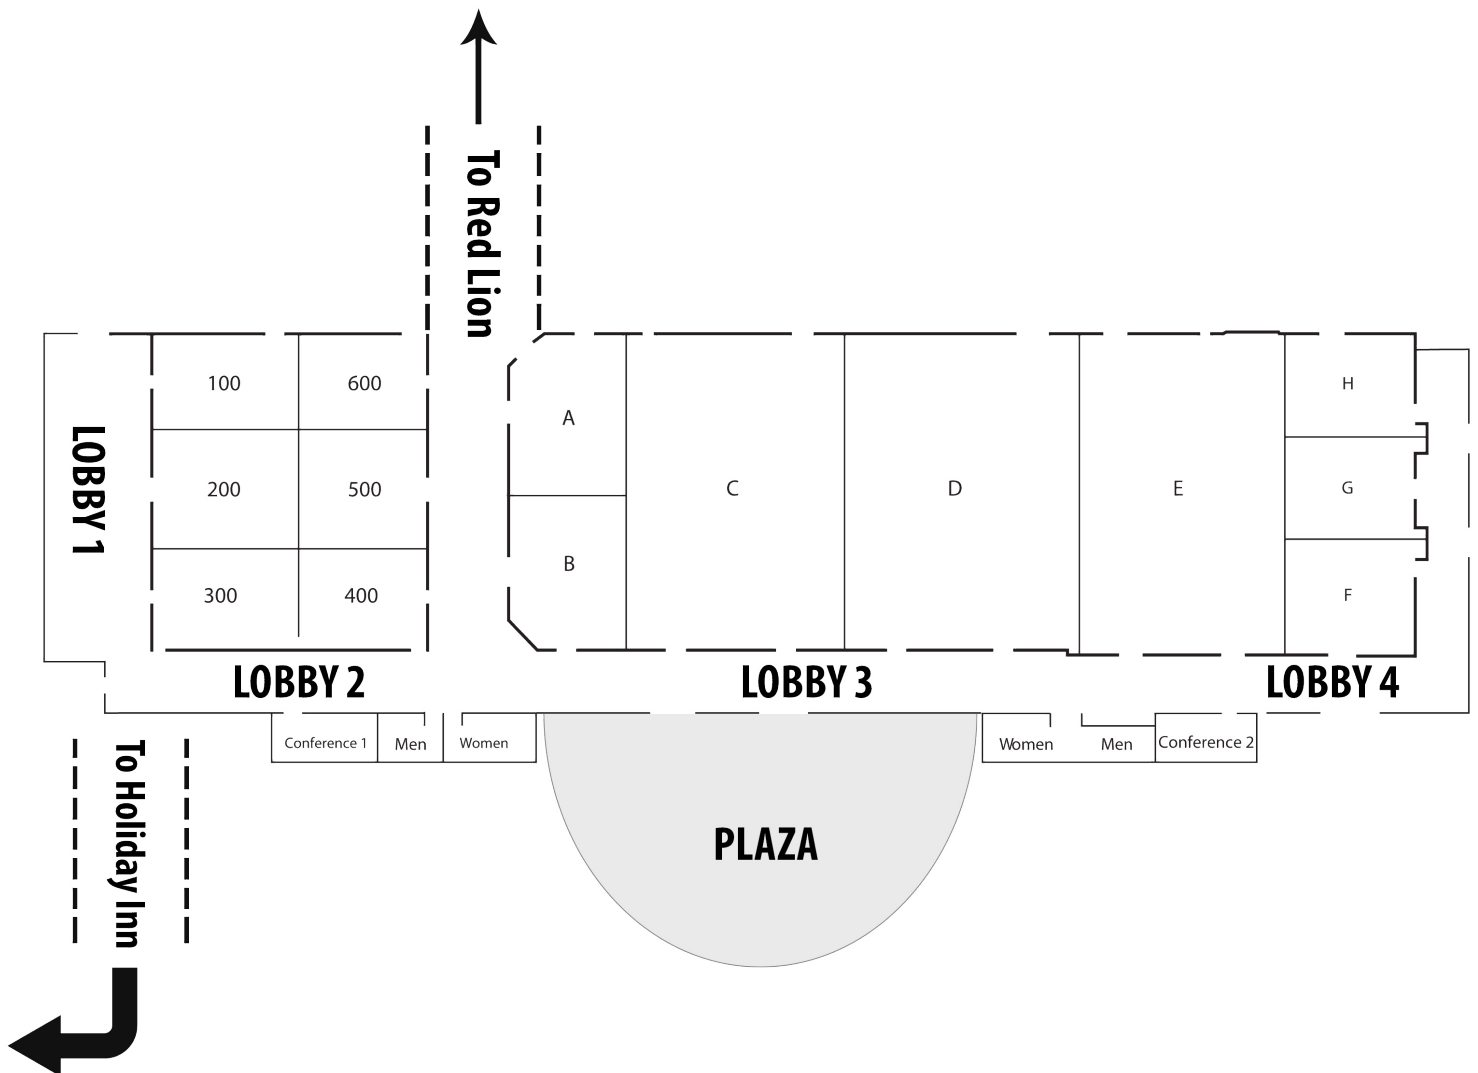 To Red Lion
100
600
H
A
LOBBY 1
200
500
C
D
E
G
B
300
400
F
LOBBY 2
LOBBY 3
LOBBY 4
Conference 1
Men
Women
Women
Men
Conference 2
To Holiday Inn
PLAZA